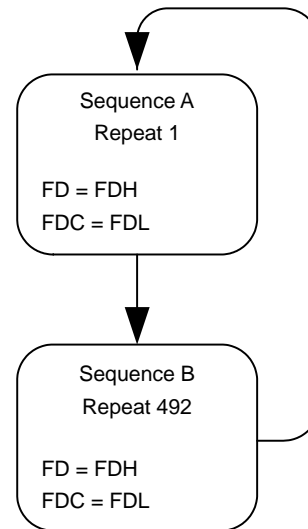 Sequence A
Repeat 1
FD = FDH
FDC = FDL
Sequence B
Repeat 492
FD = FDH
FDC = FDL